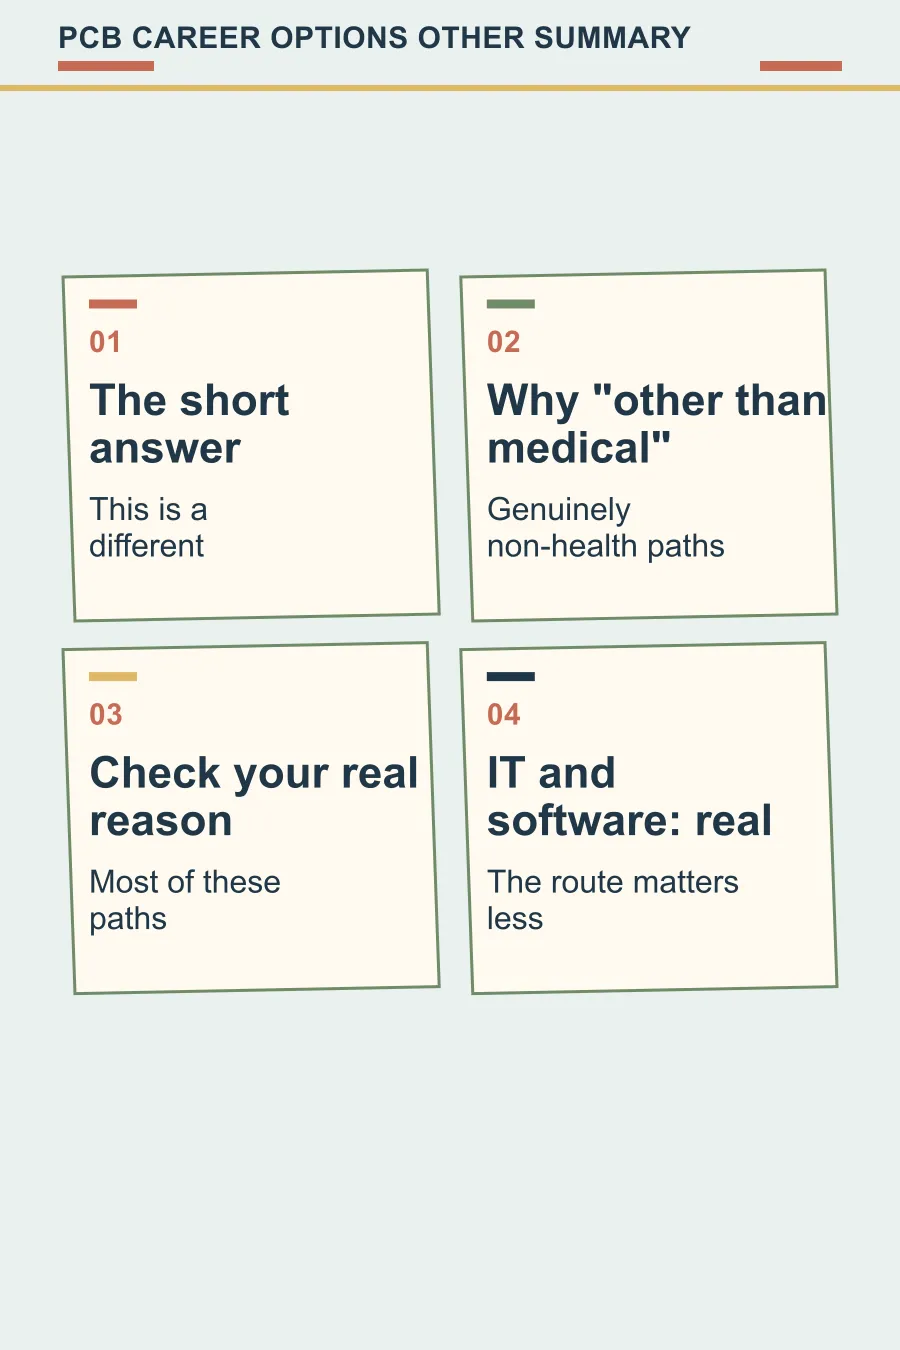 PCB CAREER OPTIONS OTHER SUMMARY
01
The short
answer
This is a
different
02
Why "other than
medical"
Genuinely
non-health paths
03
Check your real
reason
Most of these
paths
04
IT and
software: real
The route matters
less